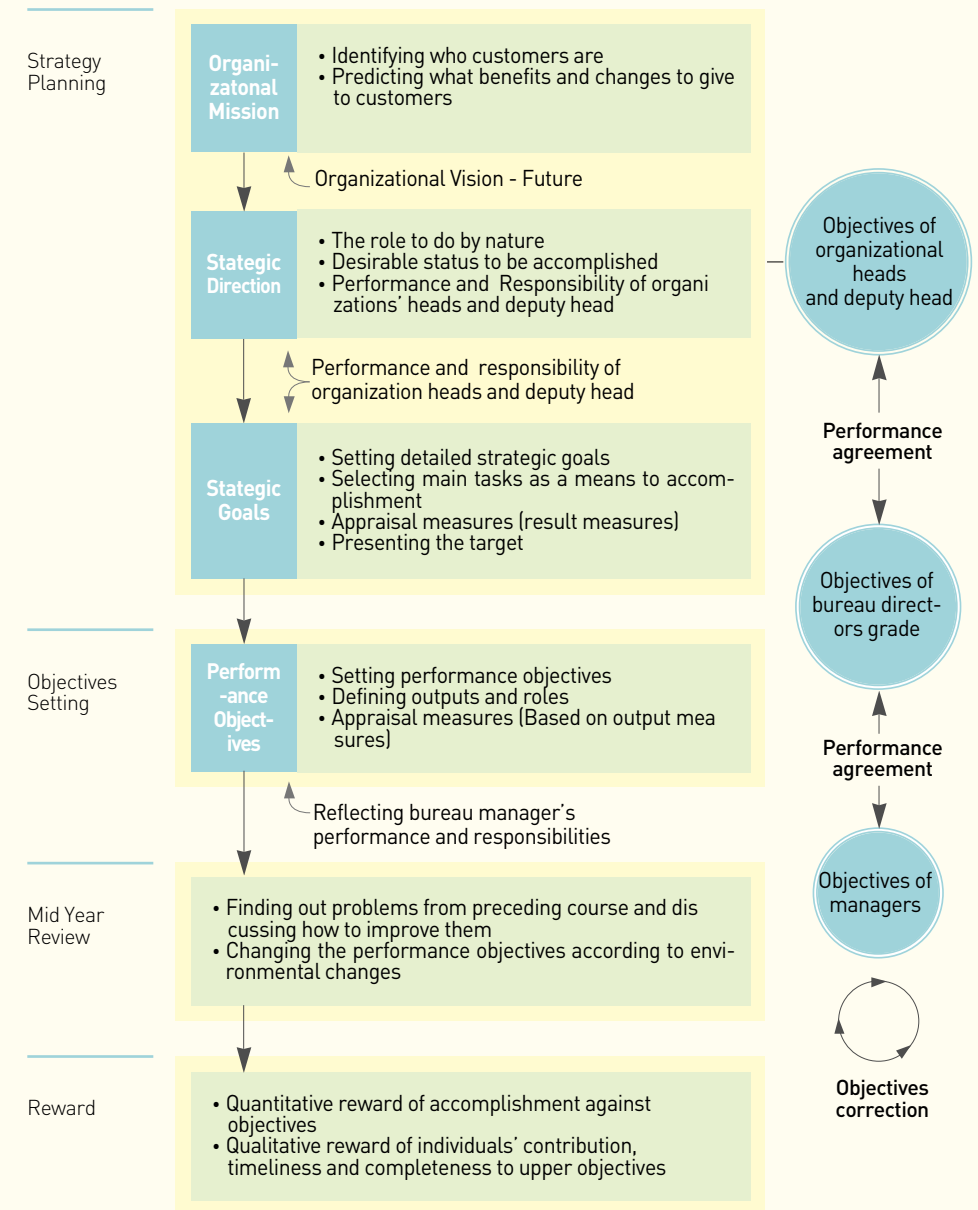 Strategy
Planning
Organi-
zatonal
Mission
• Identifying who customers are
• Predicting what benefits and changes to give
to customers
Organizational Vision - Future
Stategic
Direction
• The role to do by nature
• Desirable status to be accomplished
• Performance and Responsibility of organi
zations' heads and deputy head
Performance and responsibility of
organization heads and deputy head
Stategic
Goals
• Setting detailed strategic goals
• Selecting main tasks as a means to accom-
plishment
• Appraisal measures (result measures)
• Presenting the target
Objectives
Setting
Perform
-ance
Object-
ives
• Setting performance objectives
• Defining outputs and roles
• Appraisal measures (Based on output mea
sures)
Reflecting bureau manager's
performance and responsibilities
Mid Year
Review
• Finding out problems from preceding course and dis
cussing how to improve them
• Changing the performance objectives according to envi-
ronmental changes
Reward
• Quantitative reward of accomplishment against
objectives
• Qualitative reward of individuals' contribution,
timeliness and completeness to upper objectives
Objectives of
organizational
heads
and deputy head
Performance
agreement
Objectives of
bureau direct-
ors grade
Performance
agreement
Objectives of
managers
Objectives
correction